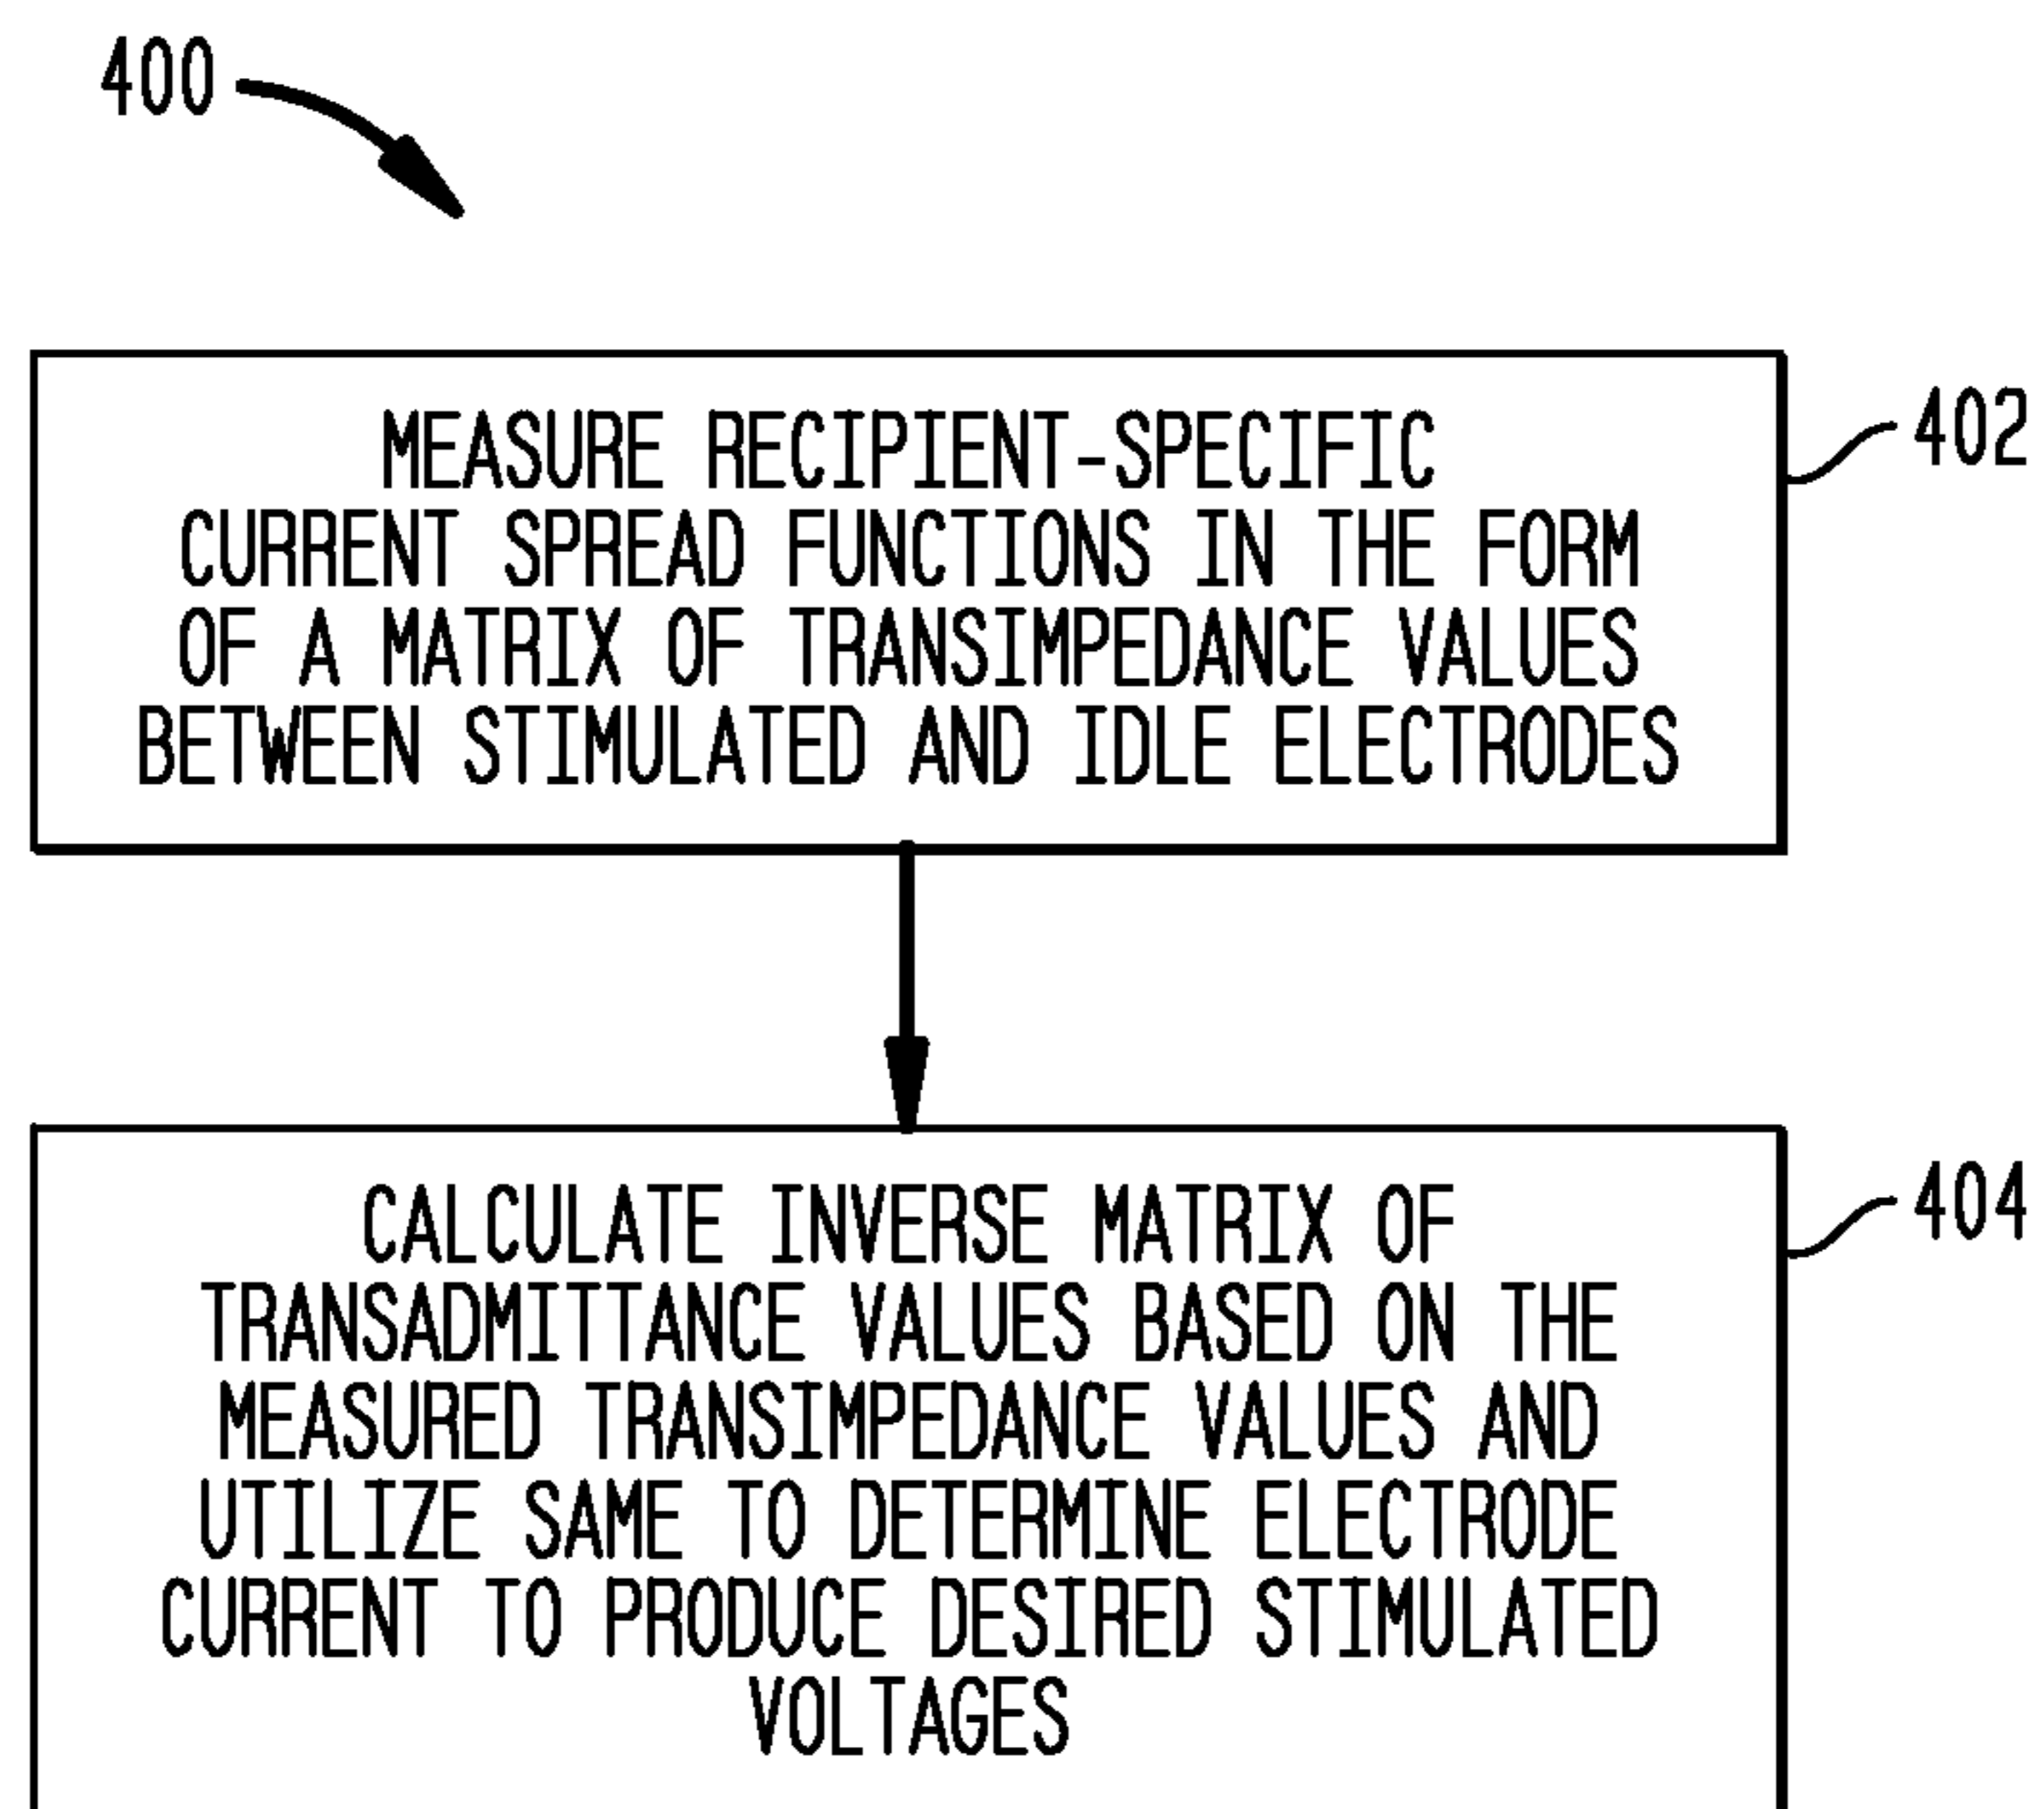 400
MEASURE RECIPIENT-SPECIFIC
CURRENT SPREAD FUNCTIONS IN THE FORM
OF A MATRIX OF TRANSIMPEDANCE VALUES
BETWEEN STIMULATED AND IDLE ELECTRODES
402
CALCULATE INVERSE MATRIX OF
TRANSADMITTANCE VALUES BASED ON THE
MEASURED TRANSIMPEDANCE VALUES AND
UTILIZE SAME TO DETERMINE ELECTRODE
CURRENT TO PRODUCE DESIRED STIMULATED
VOLTAGES
404